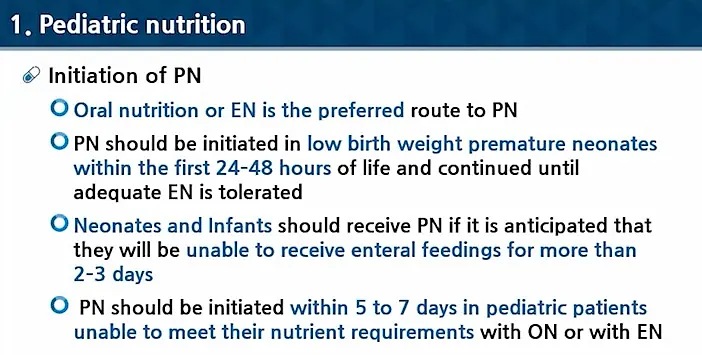 1. Pediatric nutrition
Initiation of PN
Oral nutrition or EN is the preferred route to PN
PN should be initiated in low birth weight premature neonates
within the first 24-48 hours of life and continued until
adequate EN is tolerated
Neonates and Infants should receive PN if it is anticipated that
they will be unable to receive enteral feedings for more than
2-3 days
PN should be initiated within 5 to 7 days in pediatric patients
unable to meet their nutrient requirements with ON or with EN